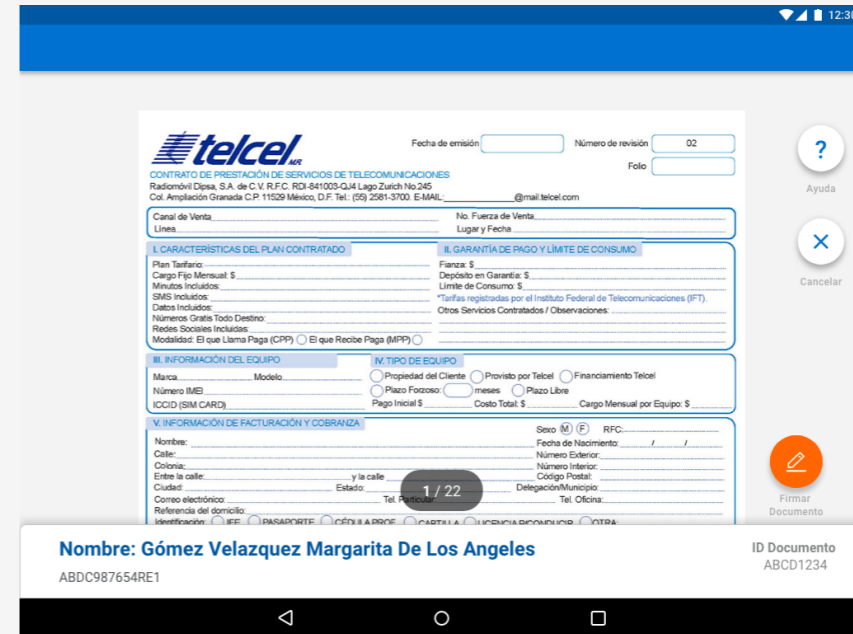 12:30
telcel MR
Fecha de emisión
Número de revisión 02
Folio
CONTRATO DE PRESTACIÓN DE SERVICIOS DE TELECOMUNICACIONES
Radiomóvil Dipsa, S.A. de C.V. R.F.C. RDI-841003-QJ4 Lago Zurich No.245
Col. Ampliación Granada C.P. 11529 México, D.F. Tel.: (55) 2581-3700. E-MAIL: @mail.telcel.com
Canal de Venta
No. Fuerza de Venta
Linea
Lugar y Fecha
I. CARACTERÍSTICAS DEL PLAN CONTRATADO
Plan Tarifario:
Cargo Fijo Mensual: $
Minutos Incluidos:
SMS Incluidos:
Datos Incluidos:
Números Gratis Todo Destino:
Redes Sociales Incluidas:
Modalidad: El que Llama Paga (CPP) El que Recibe Paga (MPP)
II. GARANTÍA DE PAGO Y LÍMITE DE CONSUMO
Fianza: $
Depósito en Garantía: $
Límite de Consumo: $
*Tarifas registradas por el Instituto Federal de Telecomunicaciones (IFT).
Otros Servicios Contratados / Observaciones:
III. INFORMACIÓN DEL EQUIPO
Marca Modelo
Número IMEI
ICCID (SIM CARD)
IV. TIPO DE EQUIPO
Propiedad del Cliente Provisto por Telcel Financiamiento Telcel
Plazo Forzoso: meses Plazo Libre
Pago Inicial $ Costo Total: $ Cargo Mensual por Equipo: $
V. INFORMACIÓN DE FACTURACIÓN Y COBRANZA
Sexo M F RFC:
Nombre:
Fecha de Nacimiento: / /
Calle:
Número Exterior:
Colonia:
Número Interior:
Entre la calle: y la calle
Código Postal:
Ciudad: Estado:
Delegación/Municipio:
Correo electrónico: Tel. Particular:
Tel. Oficina:
Referencia del domicilio:
Identificación: IFE PASAPORTE CÉDULA PROF. CARTILLA LICENCIA P/CONDUCIR OTRA:
1 / 22
?
Ayuda
Cancelar
Firmar
Documento
Nombre: Gómez Velazquez Margarita De Los Angeles
ABDC987654RE1
ID Documento
ABCD1234